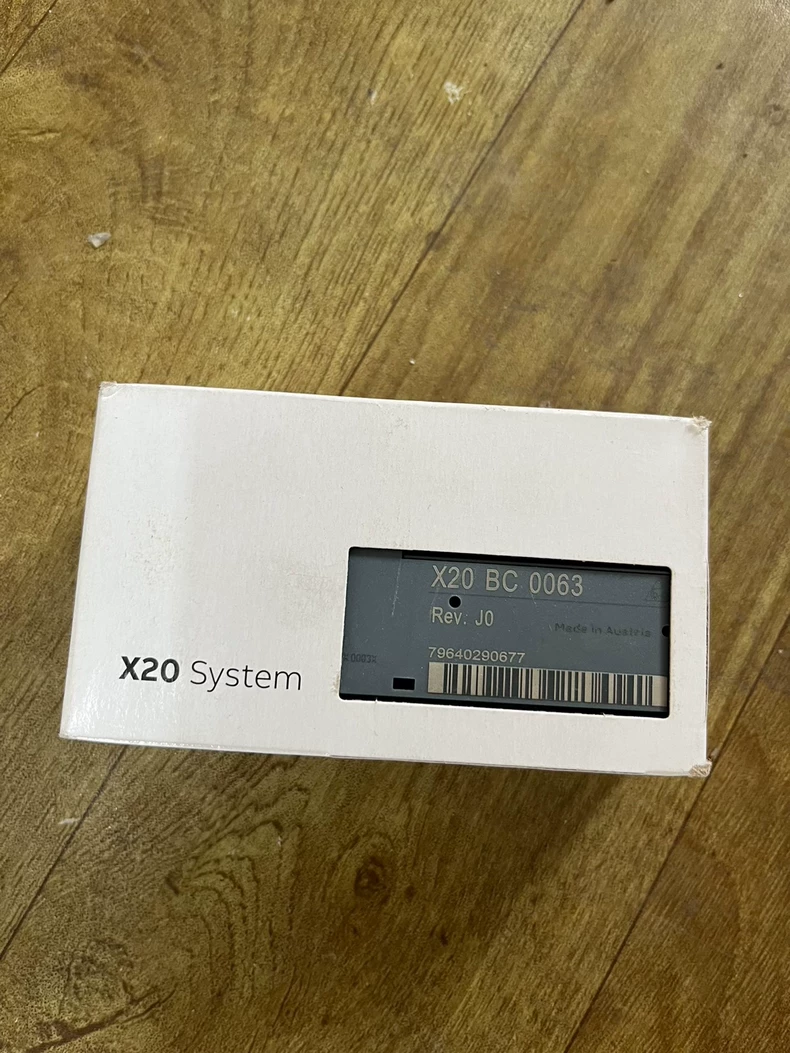 X20 BC 0063
Rev. J0
Made in Austria
79640290677
X20 System